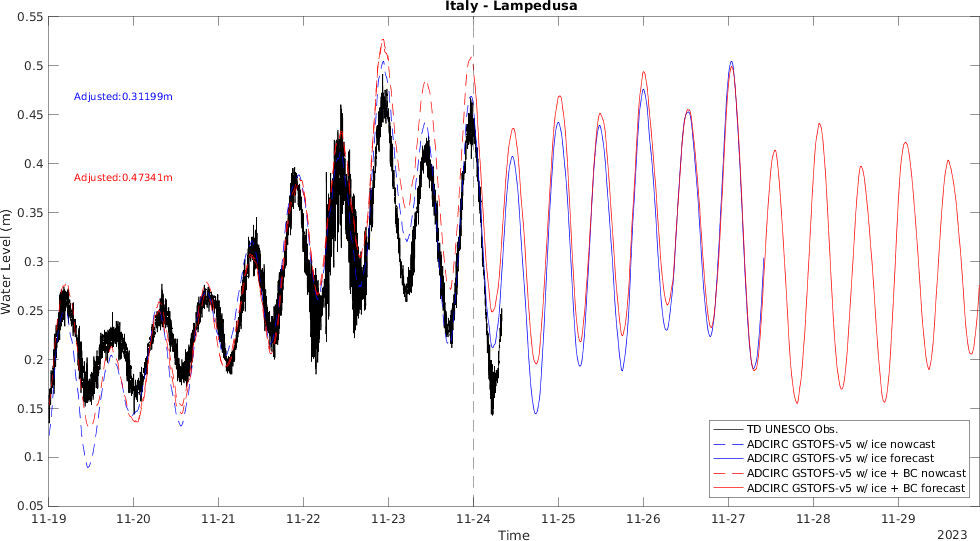 Italy - Lampedusa
0.55
0.5
0.45
0.4
0.35
0.3
0.25
0.2
0.15
0.1
0.05
Water Level (m)
Adjusted:0.31199m
Adjusted:0.47341m
TD UNESCO Obs.
ADCIRC GSTOFS-v5 w/ ice nowcast
ADCIRC GSTOFS-v5 w/ ice forecast
ADCIRC GSTOFS-v5 w/ ice + BC nowcast
ADCIRC GSTOFS-v5 w/ ice + BC forecast
11-19 11-20 11-21 11-22 11-23 11-24 11-25 11-26 11-27 11-28 11-29
Time
2023